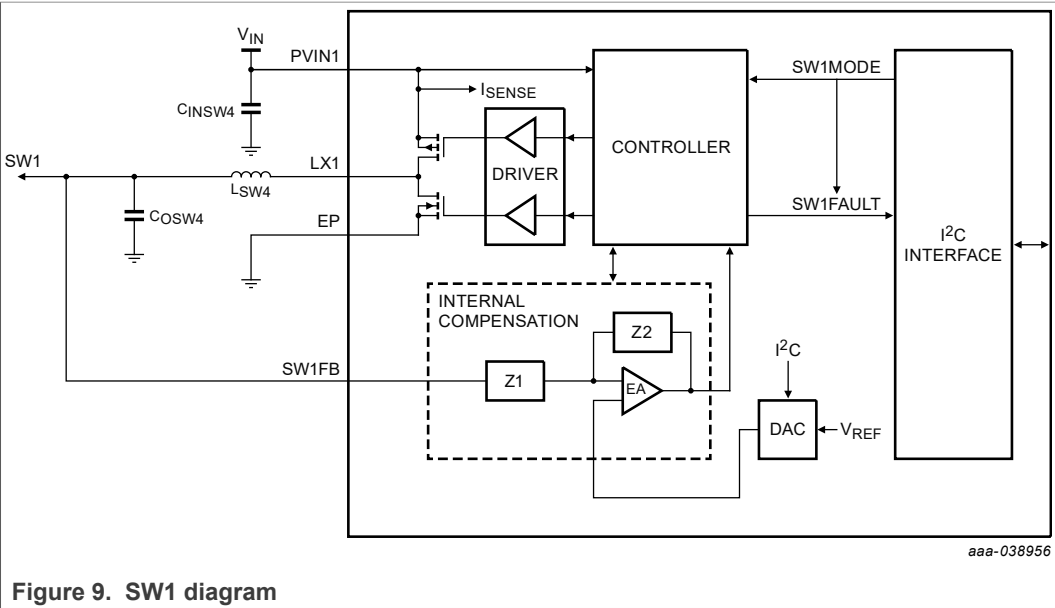 VIN
PVIN1
ISENSE
CINSW4
SW1
LX1
LSW4
COSW4
EP
DRIVER
CONTROLLER
SW1MODE
SW1FAULT
I2C
INTERFACE
INTERNAL
COMPENSATION
Z2
SW1FB
Z1
EA
I2C
DAC
VREF
aaa-038956
Figure 9. SW1 diagram